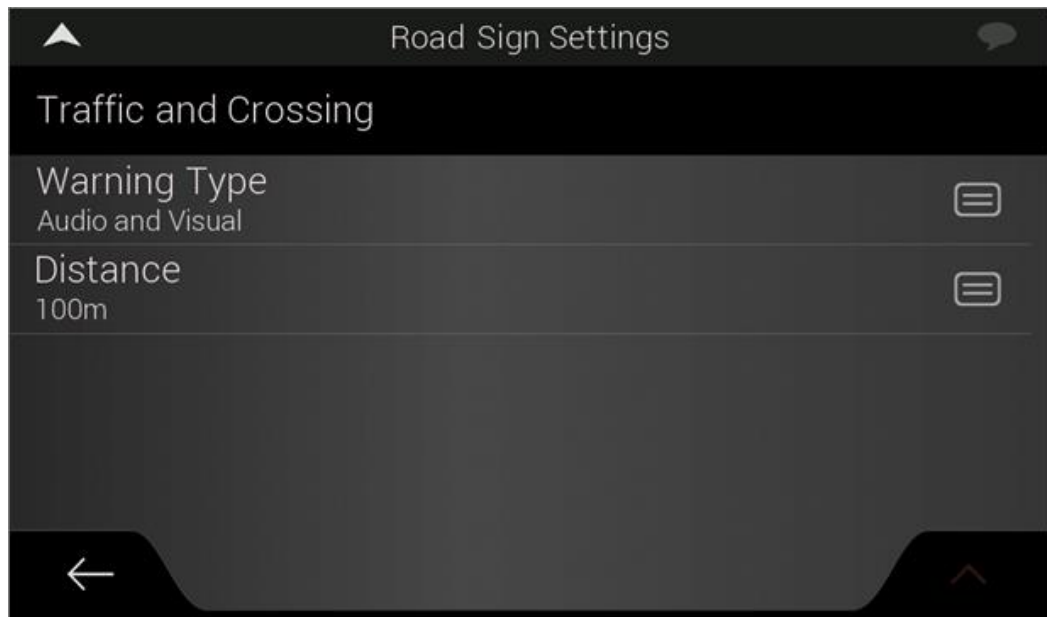 Road Sign Settings
Traffic and Crossing
Warning Type
Audio and Visual
Distance
100m